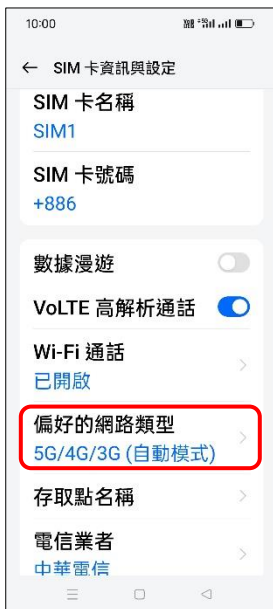 10:00
← SIM 卡資訊與設定
SIM 卡名稱
SIM1
SIM 卡號碼
+886
數據漫遊
VoLTE 高解析通話
Wi-Fi 通話
已開啟
偏好的網路類型
5G/4G/3G (自動模式)
存取點名稱
電信業者
中華電信